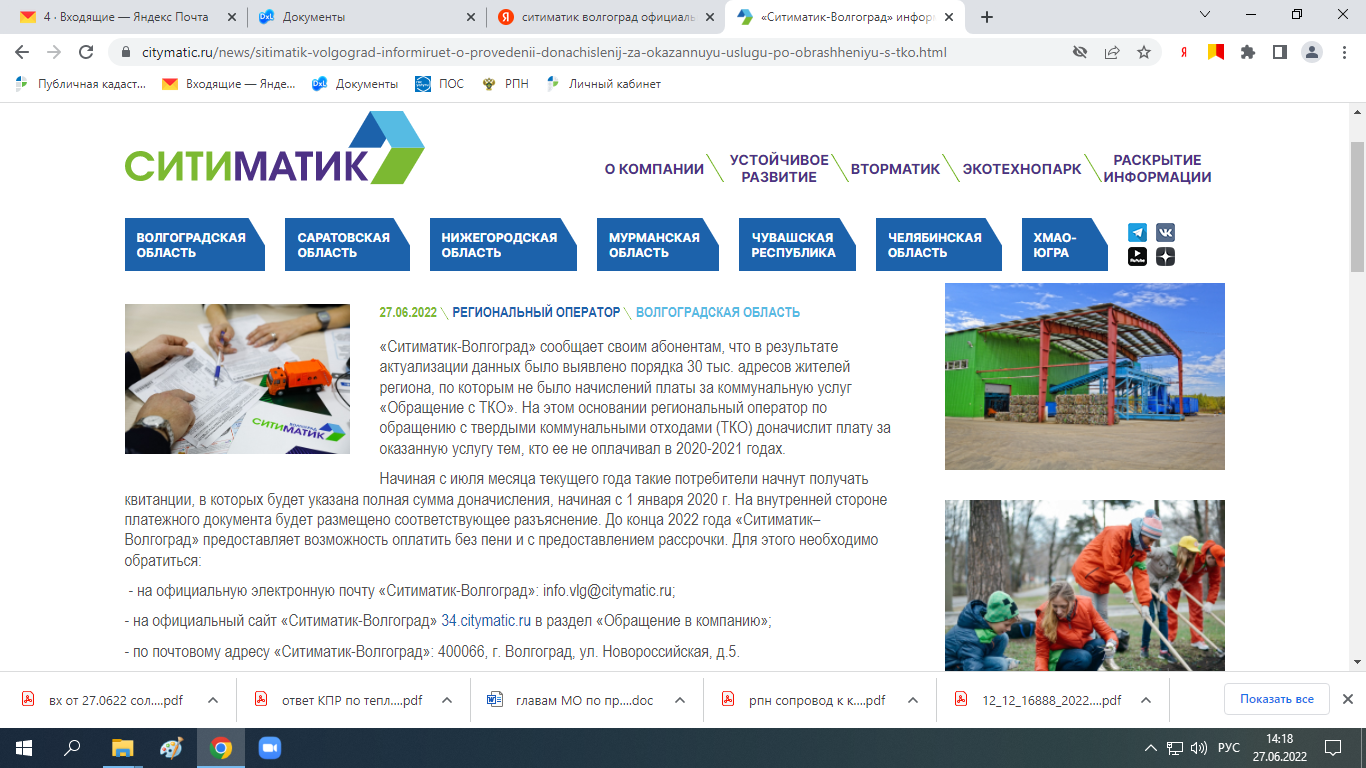 4 · Входящие — Яндекс Почта
Документы
ситиматик волгоград официаль
«Ситиматик-Волгоград» инфор
citymatic.ru/news/sitimatik-volgograd-informiruet-o-provedenii-donachislenij-za-okazannuyu-uslugu-po-obrashheniyu-s-tko.html
Публичная кадаст...
Входящие — Янде...
Документы
ПОС
РПН
Личный кабинет
СИТИМАТИК
О КОМПАНИИ
УСТОЙЧИВОЕ
РАЗВИТИЕ
ВТОРМАТИК
ЭКОТЕХНОПАРК
РАСКРЫТИЕ
ИНФОРМАЦИИ
ВОЛГОГРАДСКАЯ
ОБЛАСТЬ
САРАТОВСКАЯ
ОБЛАСТЬ
НИЖЕГОРОДСКАЯ
ОБЛАСТЬ
МУРМАНСКАЯ
ОБЛАСТЬ
ЧУВАШСКАЯ
РЕСПУБЛИКА
ЧЕЛЯБИНСКАЯ
ОБЛАСТЬ
ХМАО-
ЮГРА
СИТИМАТИК
27.06.2022 \ РЕГИОНАЛЬНЫЙ ОПЕРАТОР \ ВОЛГОГРАДСКАЯ ОБЛАСТЬ
«Ситиматик-Волгоград» сообщает своим абонентам, что в результате
актуализации данных было выявлено порядка 30 тыс. адресов жителей
региона, по которым не было начислений платы за коммунальную услуг
«Обращение с ТКО». На этом основании региональный оператор по
обращению с твердыми коммунальными отходами (ТКО) доначислит плату за
оказанную услугу тем, кто ее не оплачивал в 2020-2021 годах.
Начиная с июля месяца текущего года такие потребители начнут получать
квитанции, в которых будет указана полная сумма доначисления, начиная с 1 января 2020 г. На внутренней стороне
платежного документа будет размещено соответствующее разъяснение. До конца 2022 года «Ситиматик–
Волгоград» предоставляет возможность оплатить без пени и с предоставлением рассрочки. Для этого необходимо
обратиться:
- на официальную электронную почту «Ситиматик-Волгоград»: info.vlg@citymatic.ru;
- на официальный сайт «Ситиматик-Волгоград» 34.citymatic.ru в раздел «Обращение в компанию»;
- по почтовому адресу «Ситиматик-Волгоград»: 400066, г. Волгоград, ул. Новороссийская, д.5.
вх от 27.0622 сол....pdf
ответ КПР по тепл....pdf
главам МО по пр....doc
рпн сопровод к к....pdf
12_12_16888_2022....pdf
Показать все
РУС
14:18
27.06.2022